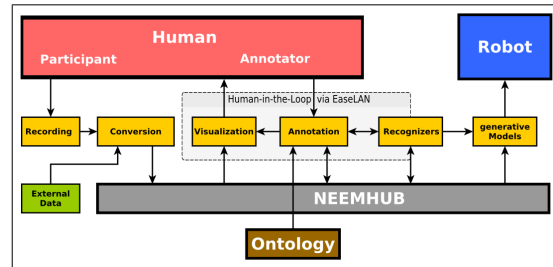 Human
Participant
Annotator
Robot
Human-in-the-Loop via EaseLAN
Recording
Conversion
Visualization
Annotation
Recognizers
generative
Models
External
Data
NEEMHUB
Ontology